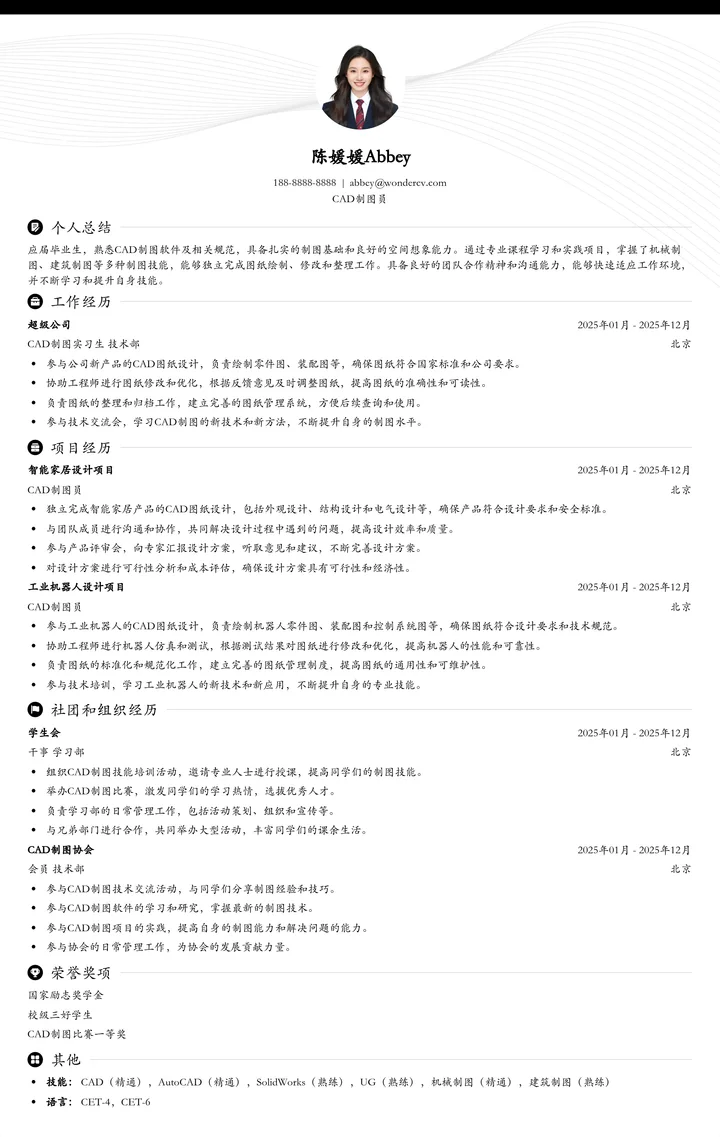 陈媛媛Abbey
188-8888-8888 | abbey@wondercv.com
CAD制图员
个人总结
应届毕业生，熟悉CAD制图软件及相关规范，具备扎实的制图基础和良好的空间想象能力。通过专业课程学习和实践项目，掌握了机械制
图、建筑制图等多种制图技能，能够独立完成图纸绘制、修改和整理工作。具备良好的团队合作精神和沟通能力，能够快速适应工作环境，
并不断学习和提升自身技能。
工作经历
超级公司 2025年01月 - 2025年12月
CAD制图实习生 技术部 北京
• 参与公司新产品的CAD图纸设计，负责绘制零件图、装配图等，确保图纸符合国家标准和公司要求。
• 协助工程师进行图纸修改和优化，根据反馈意见及时调整图纸，提高图纸的准确性和可读性。
• 负责图纸的整理和归档工作，建立完善的图纸管理系统，方便后续查询和使用。
• 参与技术交流会，学习CAD制图的新技术和新方法，不断提升自身的制图水平。
项目经历
智能家居设计项目 2025年01月 - 2025年12月
CAD制图员 北京
• 独立完成智能家居产品的CAD图纸设计，包括外观设计、结构设计和电气设计等，确保产品符合设计要求和安全标准。
• 与团队成员进行沟通和协作，共同解决设计过程中遇到的问题，提高设计效率和质量。
• 参与产品评审会，向专家汇报设计方案，听取意见和建议，不断完善设计方案。
• 对设计方案进行可行性分析和成本评估，确保设计方案具有可行性和经济性。
工业机器人设计项目 2025年01月 - 2025年12月
CAD制图员 北京
• 参与工业机器人的CAD图纸设计，负责绘制机器人零件图、装配图和控制系统图等，确保图纸符合设计要求和技术规范。
• 协助工程师进行机器人仿真和测试，根据测试结果对图纸进行修改和优化，提高机器人的性能和可靠性。
• 负责图纸的标准化和规范化工作，建立完善的图纸管理制度，提高图纸的通用性和可维护性。
• 参与技术培训，学习工业机器人的新技术和新应用，不断提升自身的专业技能。
社团和组织经历
学生会 2025年01月 - 2025年12月
干事 学习部 北京
• 组织CAD制图技能培训活动，邀请专业人士进行授课，提高同学们的制图技能。
• 举办CAD制图比赛，激发同学们的学习热情，选拔优秀人才。
• 负责学习部的日常管理工作，包括活动策划、组织和宣传等。
• 与兄弟部门进行合作，共同举办大型活动，丰富同学们的课余生活。
CAD制图协会 2025年01月 - 2025年12月
会员 技术部 北京
• 参与CAD制图技术交流活动，与同学们分享制图经验和技巧。
• 参与CAD制图软件的学习和研究，掌握最新的制图技术。
• 参与CAD制图项目的实践，提高自身的制图能力和解决问题的能力。
• 参与协会的日常管理工作，为协会的发展贡献力量。
荣誉奖项
国家励志奖学金
校级三好学生
CAD制图比赛一等奖
其他
• 技能： CAD（精通）, AutoCAD（精通）, SolidWorks（熟练）, UG（熟练）, 机械制图（精通）, 建筑制图（熟练）
• 语言： CET-4，CET-6